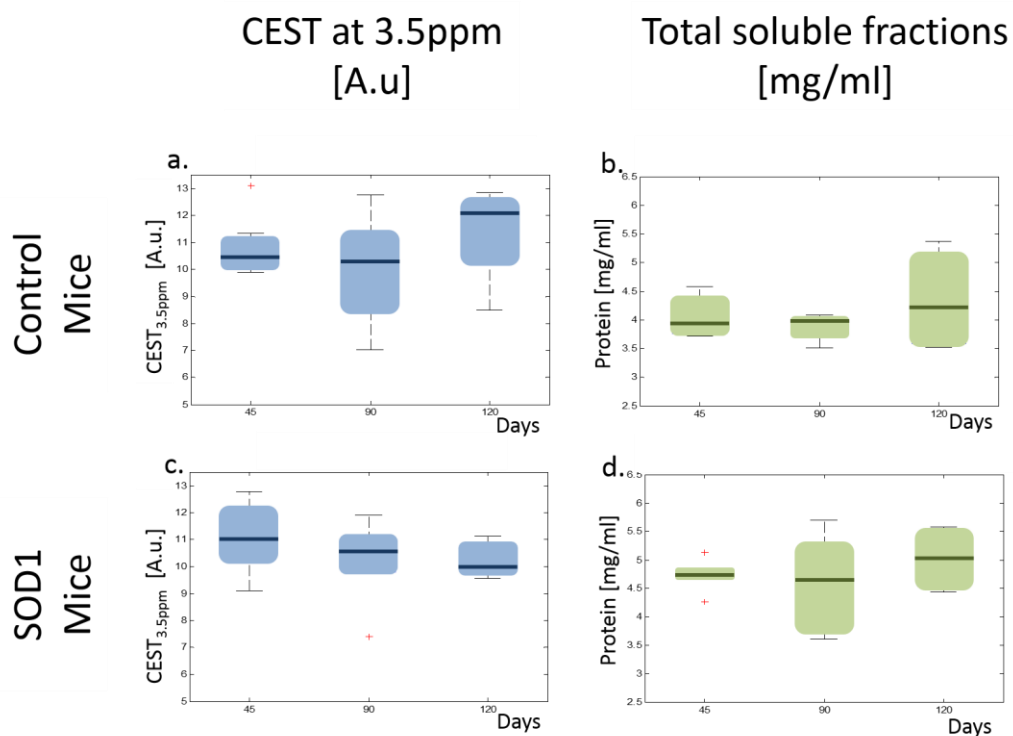 CEST at 3.5ppm
[A.u]
Total soluble fractions
[mg/ml]
Control
Mice
a.
CEST3.5ppm [A.u.]
13
12
11
10
9
8
7
6
5
45
90
120
Days
b.
Protein [mg/ml]
6.5
6
5.5
5
4.5
4
3.5
3
2.5
45
90
120
Days
SOD1
Mice
c.
CEST3.5ppm [A.u.]
13
12
11
10
9
8
7
6
5
45
90
120
Days
d.
Protein [mg/ml]
6.5
6
5.5
5
4.5
4
3.5
3
2.5
45
90
120
Days